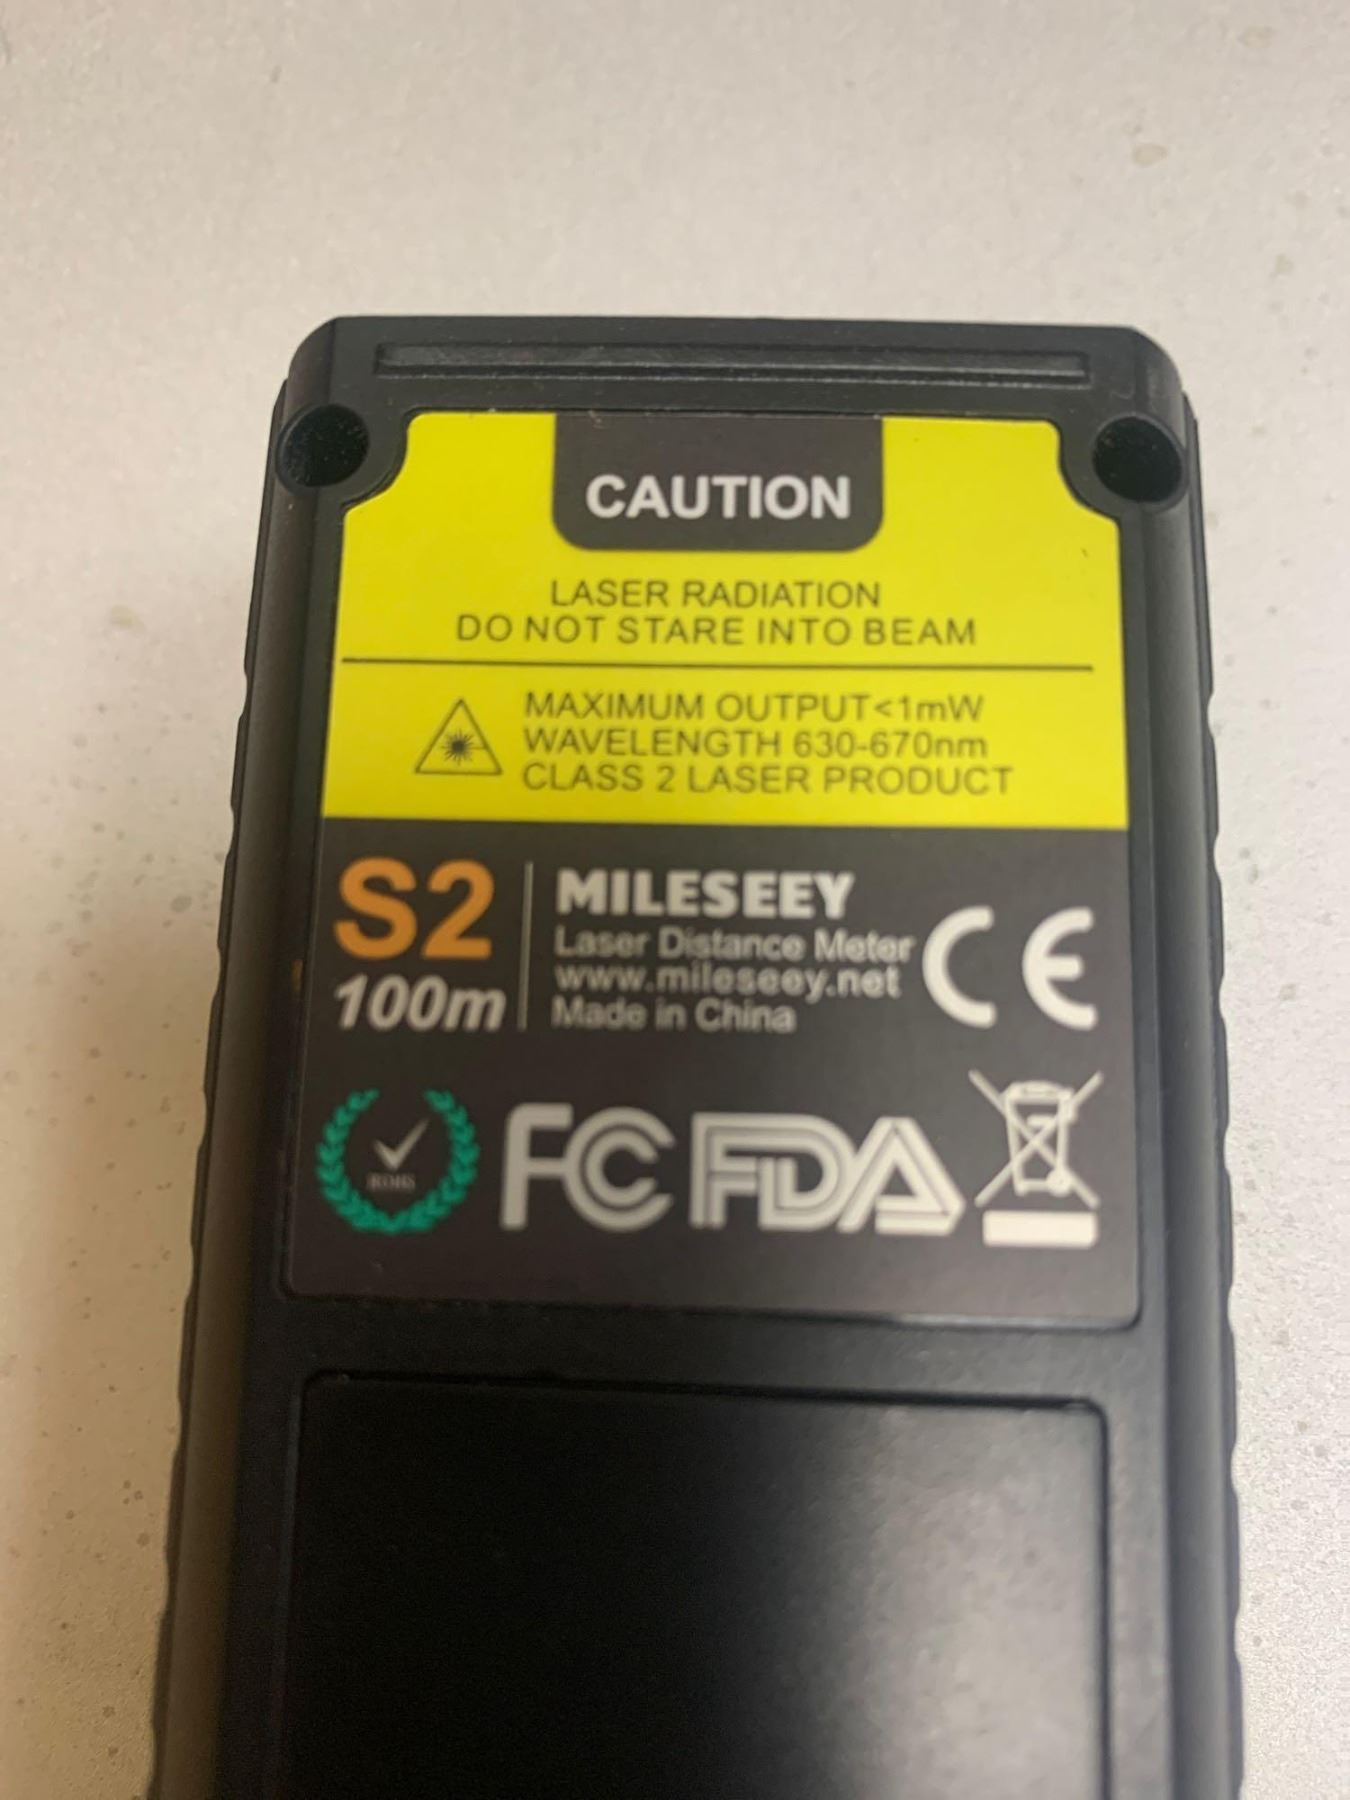 CAUTION
LASER RADIATION
DO NOT STARE INTO BEAM
MAXIMUM OUTPUT<1mW
WAVELENGTH 630-670nm
CLASS 2 LASER PRODUCT
S2
100m
MILESEEY
Laser Distance Meter
www.mileseey.net
Made in China
CE
ROHS
FC
FDA